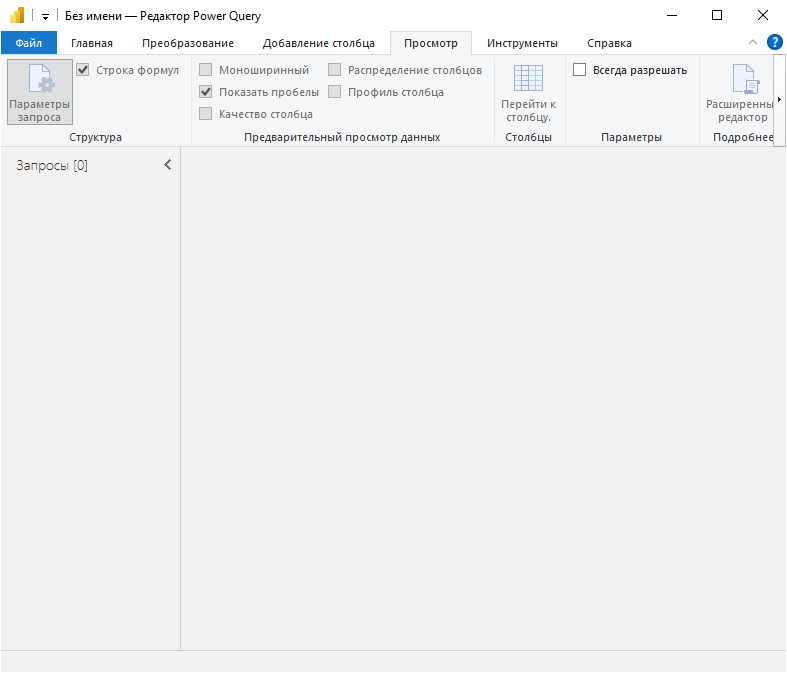 Без имени — Редактор Power Query
Файл Главная Преобразование Добавление столбца Просмотр Инструменты Справка ?
Параметры запроса
Строка формул
Структура
Моноширинный
Показать пробелы
Качество столбца
Распределение столбцов
Профиль столбца
Предварительный просмотр данных
Перейти к
столбцу.
Столбцы
Всегда разрешать
Параметры
Расширенны
редактор
Подробнее
Запросы [0]